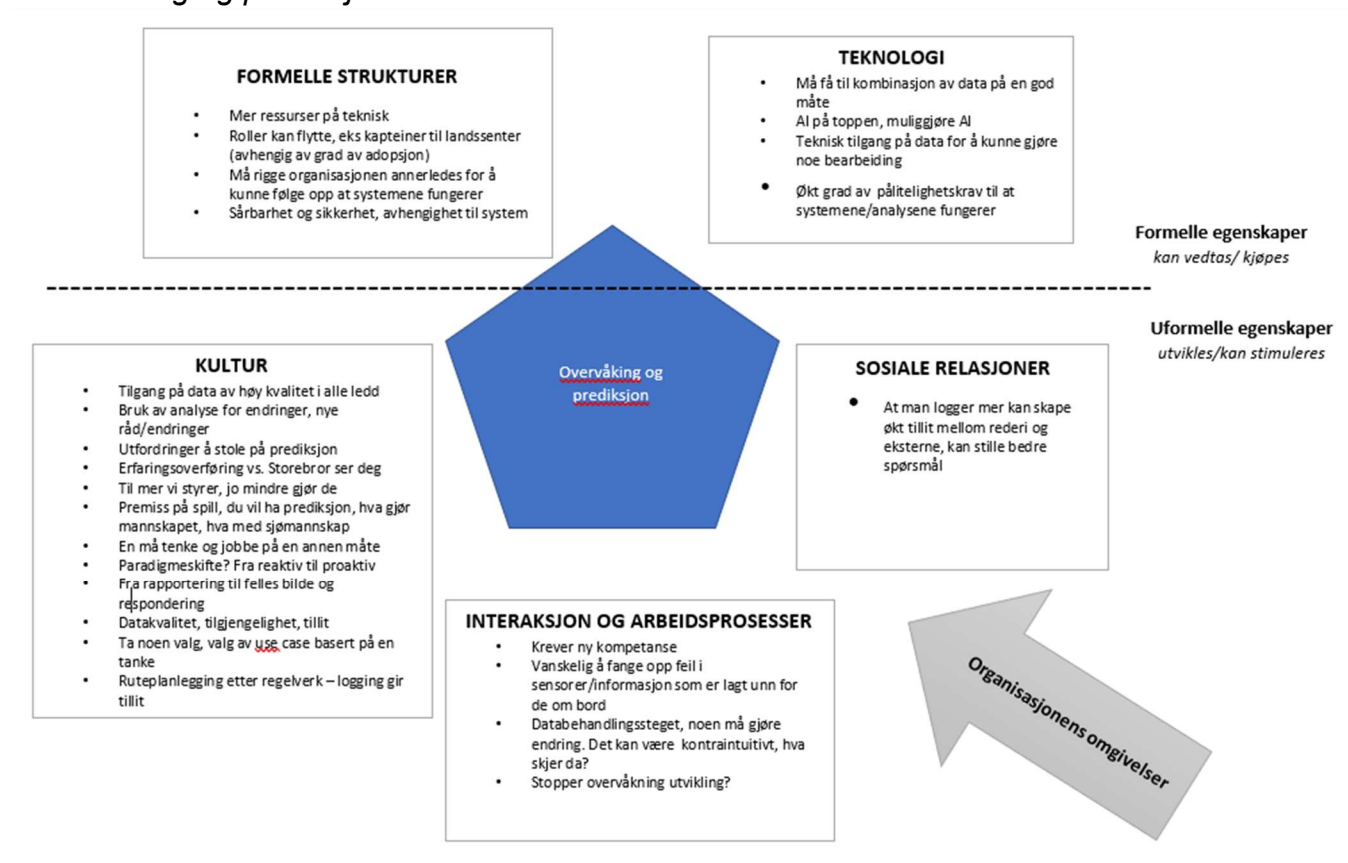 FORMELLE STRUKTURER
• Mer ressurser på teknisk
• Roller kan flytte, eks kapteiner til landssenter
(avhengig av grad av adopsjon)
• Må rigge organisasjonen annerledes for å
kunne følge opp at systemene fungerer
• Sårbarhet og sikkerhet, avhengighet til system
TEKNOLOGI
• Må få til kombinasjon av data på en god
måte
• AI på toppen, muliggjøre AI
• Teknisk tilgang på data for å kunne gjøre
noe bearbeiding
• Økt grad av pålitelighetskrav til at
systemene/analysene fungerer
Formelle egenskaper
kan vedtas/ kjøpes
Uformelle egenskaper
utvikles/kan stimuleres
KULTUR
• Tilgang på data av høy kvalitet i alle ledd
• Bruk av analyse for endringer, nye
råd/endringer
• Utfordringer å stole på prediksjon
• Erfaringsoverføring vs. Storebror ser deg
• Til mer vi styrer, jo mindre gjør de
• Premiss på spill, du vil ha prediksjon, hva gjør
mannskapet, hva med sjømannskap
• En må tenke og jobbe på en annen måte
• Paradigmeskifte? Fra reaktiv til proaktiv
• Fra rapportering til felles bilde og
respondering
• Datakvalitet, tilgjengelighet, tillit
• Ta noen valg, valg av use case basert på en
tanke
• Ruteplanlegging etter regelverk – logging gir
tillit
Overvåking og
prediksjon
SOSIALE RELASJONER
• At man logger mer kan skape
økt tillit mellom rederi og
eksterne, kan stille bedre
spørsmål
INTERAKSJON OG ARBEIDSPROSESSER
• Krever ny kompetanse
• Vanskelig å fange opp feil i
sensorer/informasjon som er lagt unn for
de om bord
• Databehandlingssteget, noen må gjøre
endring. Det kan være kontraintuitivt, hva
skjer da?
• Stopper overvåkning utvikling?
Organisasjonens omgivelser